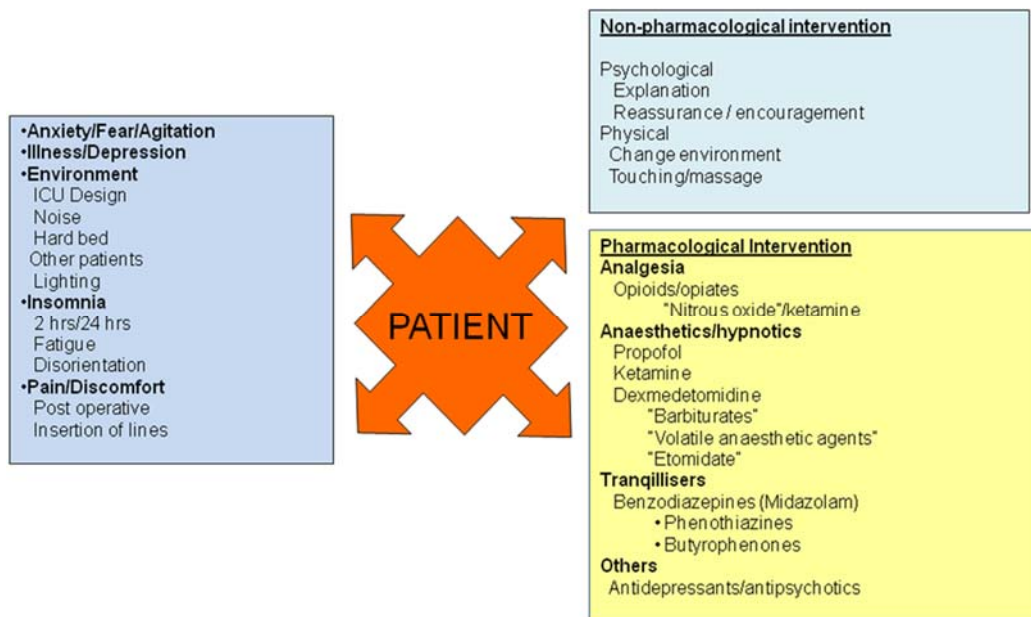 •Anxiety/Fear/Agitation
•Illness/Depression
•Environment
ICU Design
Noise
Hard bed
Other patients
Lighting
•Insomnia
2 hrs/24 hrs
Fatigue
Disorientation
•Pain/Discomfort
Post operative
Insertion of lines
PATIENT
Non-pharmacological intervention
Psychological
Explanation
Reassurance / encouragement
Physical
Change environment
Touching/massage
Pharmacological Intervention
Analgesia
Opioids/opiates
"Nitrous oxide"/ketamine
Anaesthetics/hypnotics
Propofol
Ketamine
Dexmedetomidine
"Barbiturates"
"Volatile anaesthetic agents"
"Etomidate"
Tranqillisers
Benzodiazepines (Midazolam)
• Phenothiazines
• Butyrophenones
Others
Antidepressants/antipsychotics